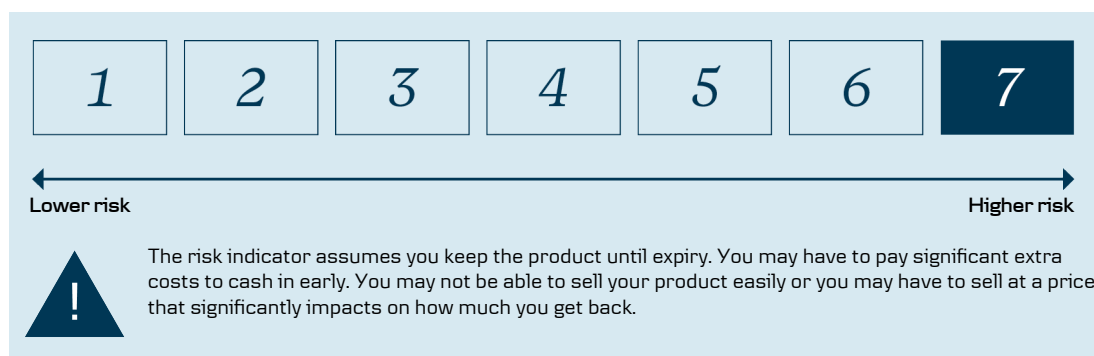 1 2 3 4 5 6 7
Lower risk Higher risk
The risk indicator assumes you keep the product until expiry. You may have to pay significant extra
costs to cash in early. You may not be able to sell your product easily or you may have to sell at a price
that significantly impacts on how much you get back.
!